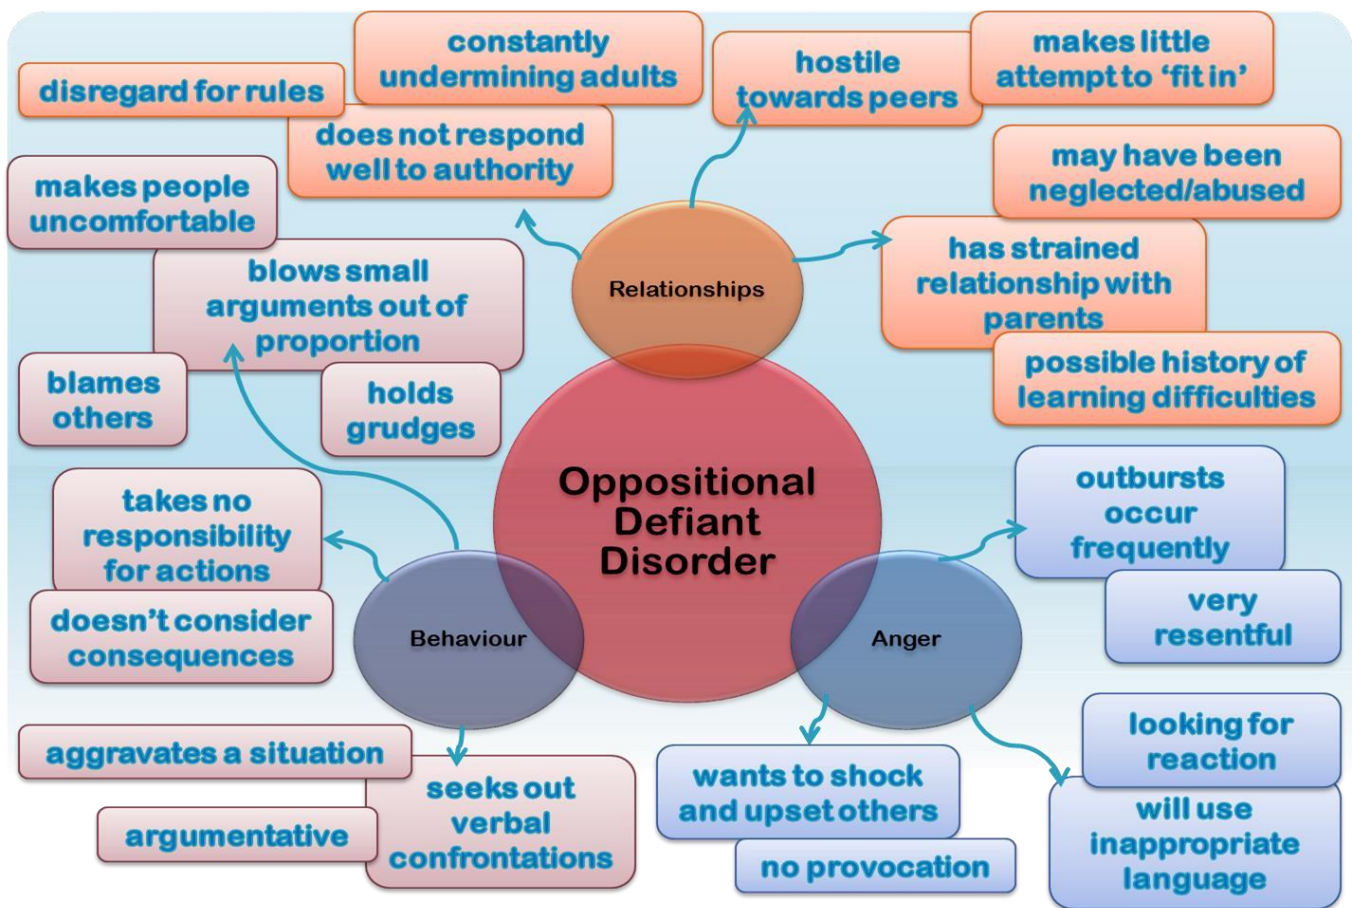 constantly
undermining adults
disregard for rules
does not respond
well to authority
hostile
towards peers
makes little
attempt to ‘fit in’
may have been
neglected/abused
has strained
relationship with
parents
possible history of
learning difficulties
Relationships
makes people
uncomfortable
blows small
arguments out of
proportion
blames
others
holds
grudges
Oppositional
Defiant
Disorder
takes no
responsibility
for actions
doesn’t consider
consequences
Behaviour
aggravates a situation
argumentative
seeks out
verbal
confrontations
Anger
outbursts
occur
frequently
very
resentful
wants to shock
and upset others
no provocation
looking for
reaction
will use
inappropriate
language